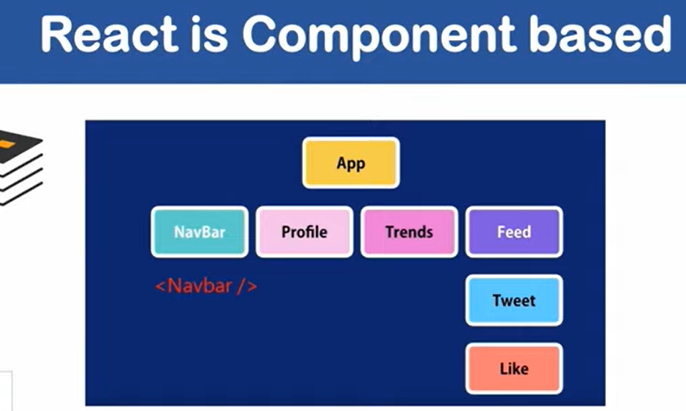 React is Component based
App
NavBar Profile Trends Feed
<Navbar />
Tweet
Like